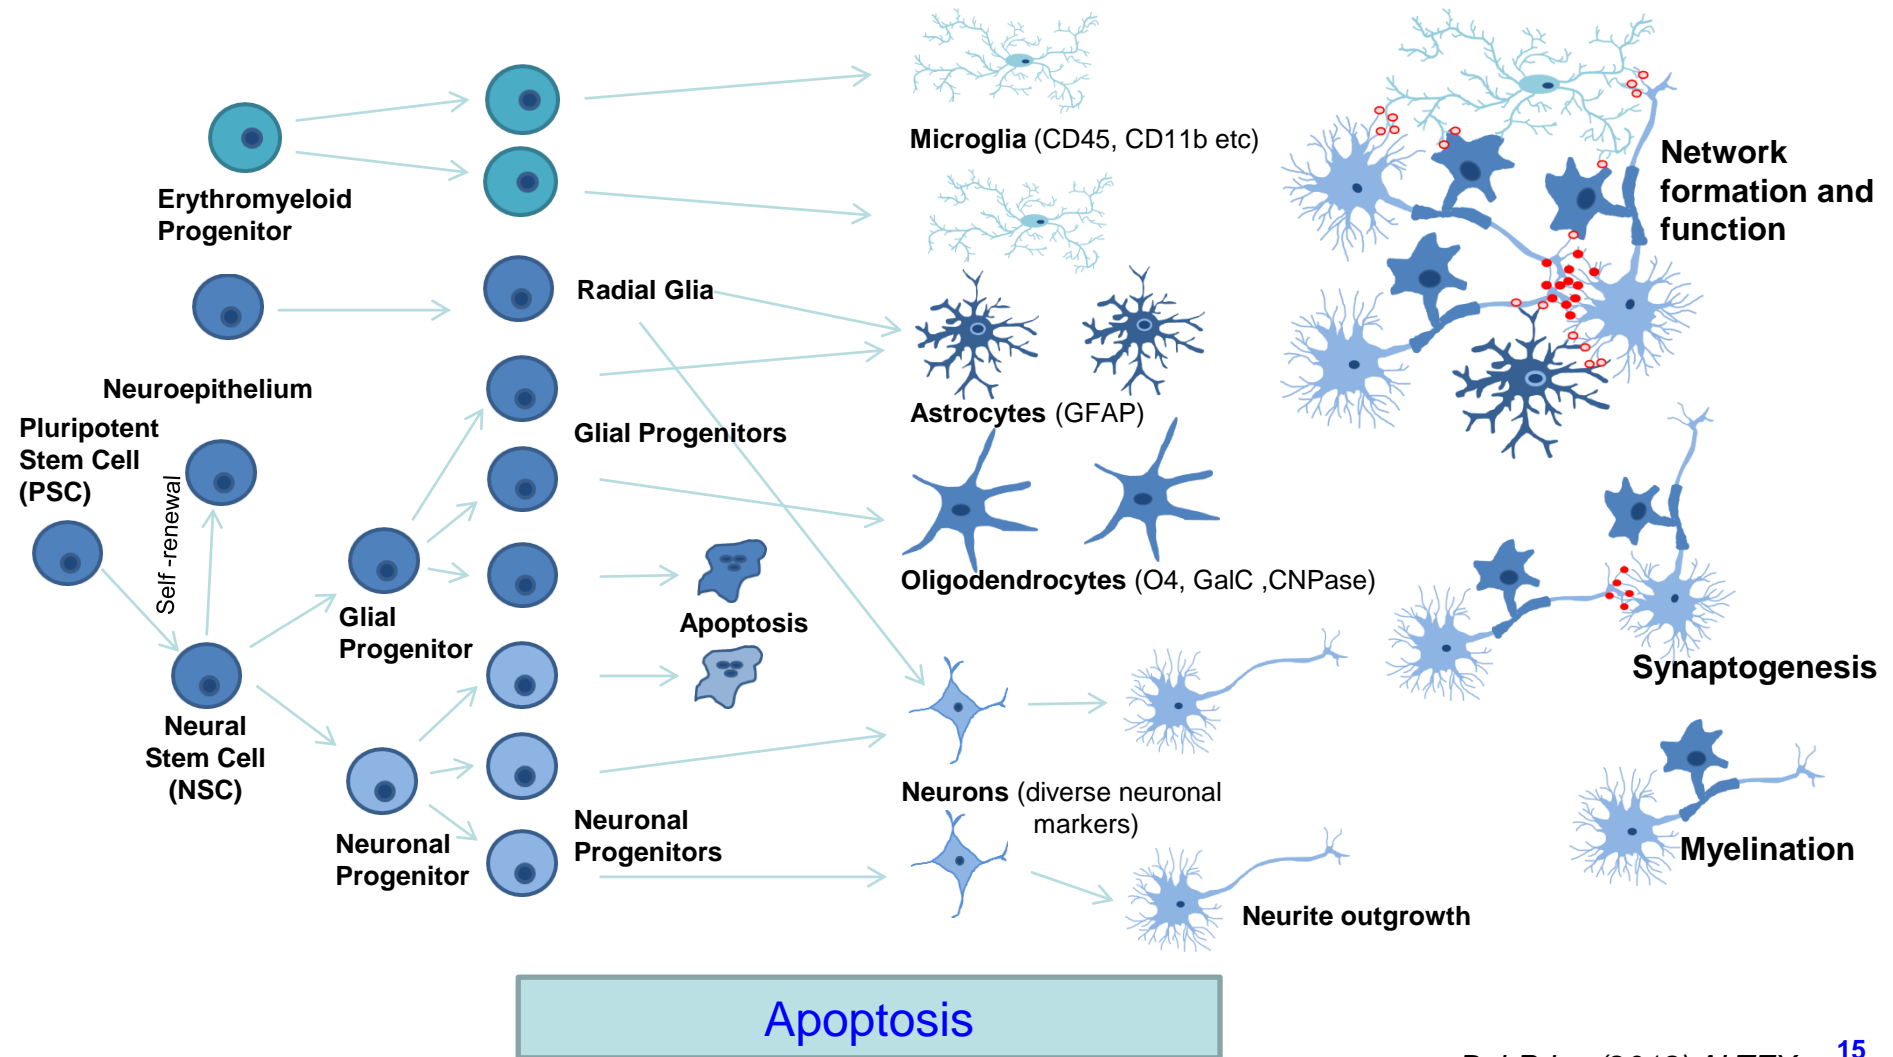 Microglia (CD45, CD11b etc)
Network
formation and
function
Erythromyeloid
Progenitor
Radial Glia
Neuroepithelium
Astrocytes (GFAP)
Pluripotent
Stem Cell
(PSC)
Glial Progenitors
Self -renewal
Oligodendrocytes (O4, GalC ,CNPase)
Glial
Progenitor
Apoptosis
Synaptogenesis
Neural
Stem Cell
(NSC)
Neurons (diverse neuronal
markers)
Neuronal
Progenitor
Neuronal
Progenitors
Myelination
Neurite outgrowth
Apoptosis
15